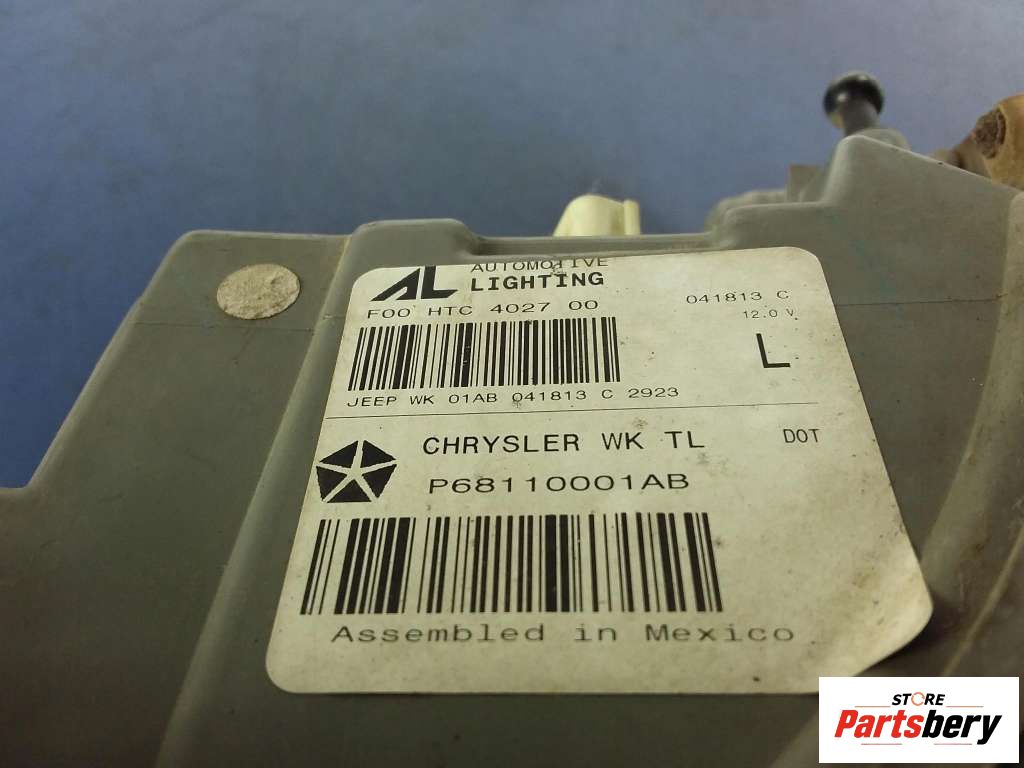 AL AUTOMOTIVE
LIGHTING
F00 HTC 4027 00
041813 C
12.0 V
L
JEEP WK 01AB 041813 C 2923
CHRYSLER WK TL
DOT
P68110001AB
Assembled in Mexico
STORE
Partsbery